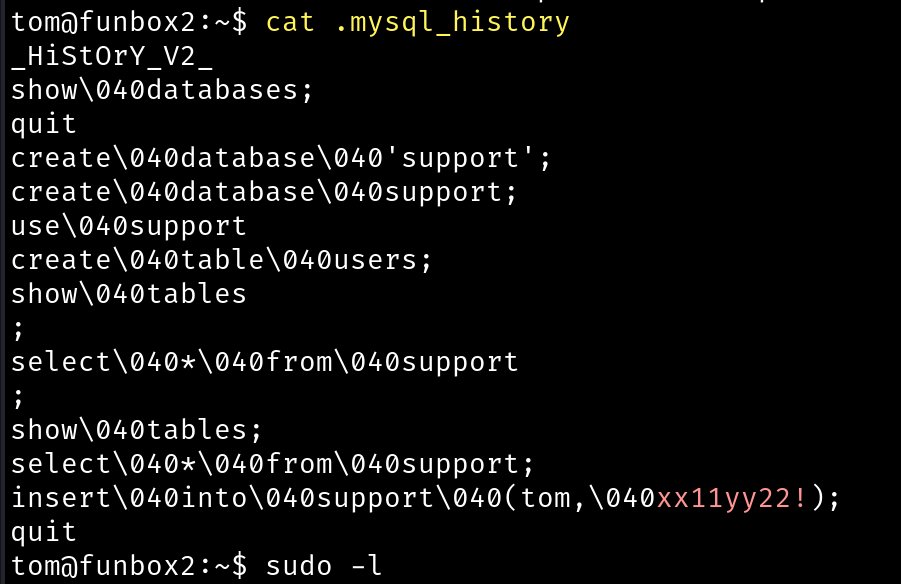 tom@funbox2:~$ cat .mysql_history
_HiStOrY_V2_
show\040databases;
quit
create\040database\040'support';
create\040database\040support;
use\040support
create\040table\040users;
show\040tables
;
select\040*\040from\040support
;
show\040tables;
select\040*\040from\040support;
insert\040into\040support\040(tom,\040xx11yy22!);
quit
tom@funbox2:~$ sudo -l